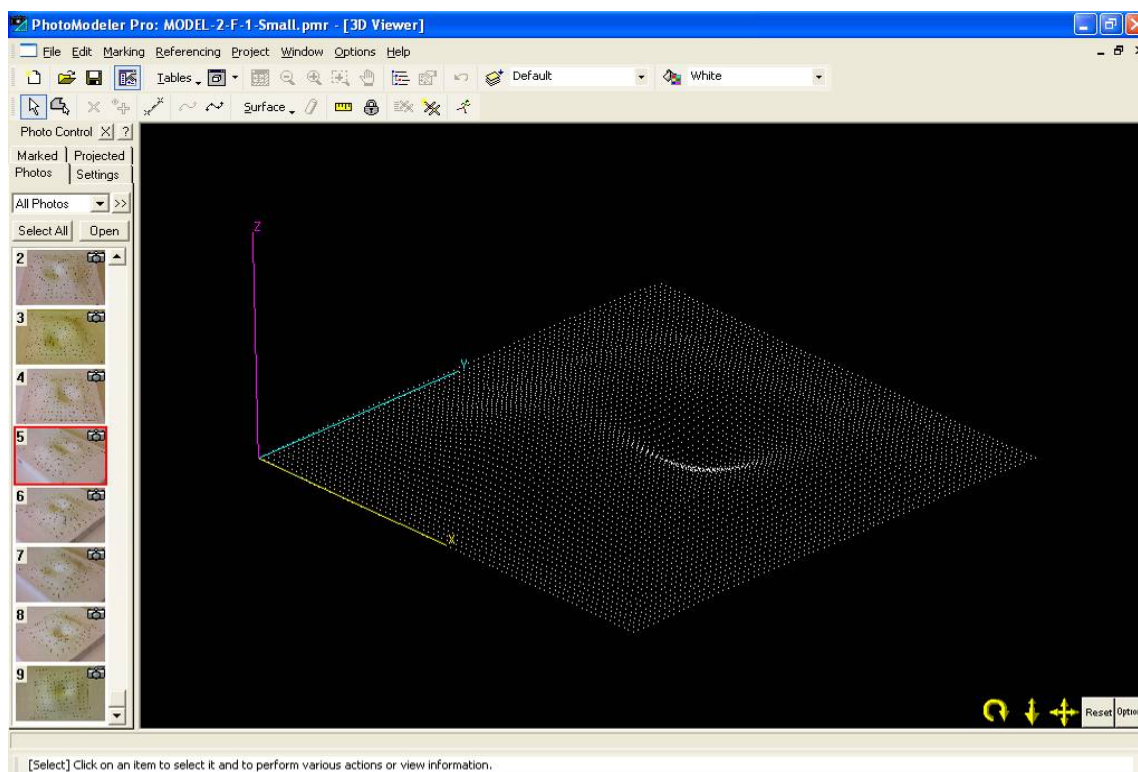 PhotoModeler Pro: MODEL-2-F-1-Small.pmr - [3D Viewer]
File Edit Marking Referencing Project Window Options Help
Tables Default White
Surface
Photo Control X ?
Marked Projected
Photos Settings
All Photos >>
Select All Open
2
3
4
5
6
7
8
9
Z
Y
X
Reset Option
[Select] Click on an item to select it and to perform various actions or view information.